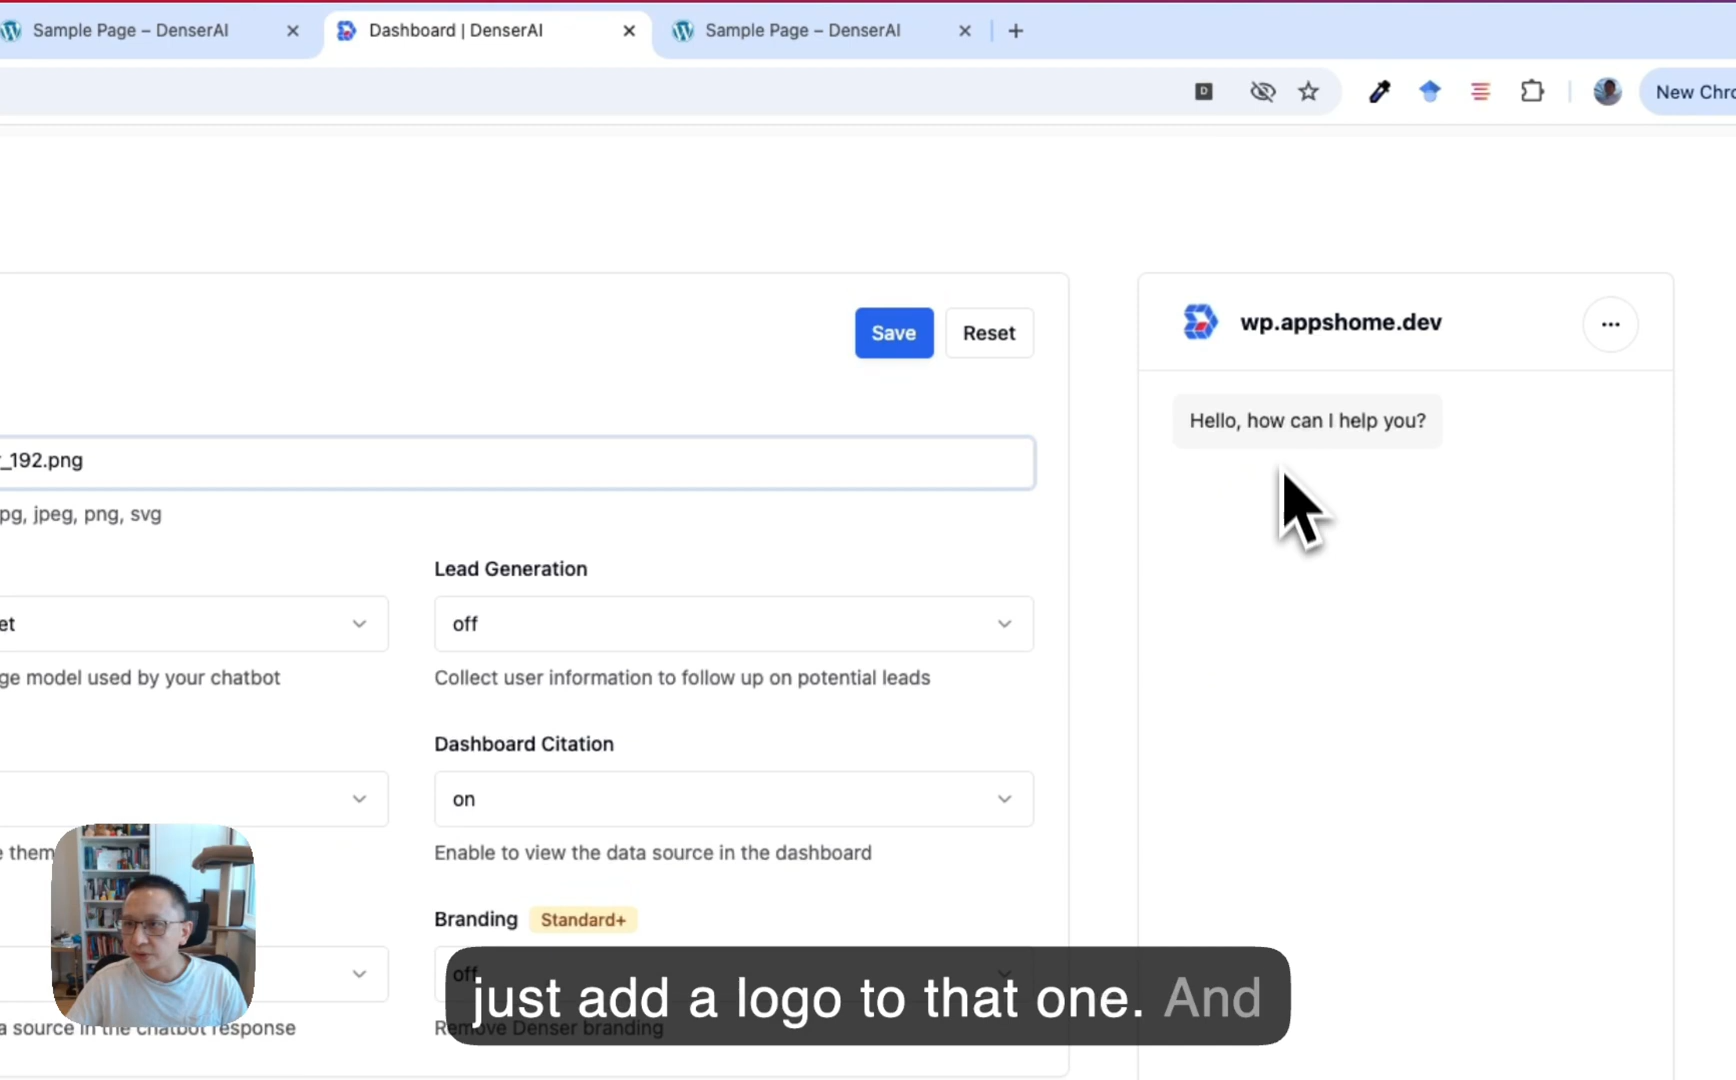 Sample Page – DenserAI
Dashboard | DenserAI
Sample Page – DenserAI
D
New Chro
Save
Reset
wp.appshome.dev
Hello, how can I help you?
_192.png
pg, jpeg, png, svg
Lead Generation
et
off
ge model used by your chatbot
Collect user information to follow up on potential leads
Dashboard Citation
on
e them
Enable to view the data source in the dashboard
Branding
Standard+
off
just add a logo to that one. And
a source in the chatbot response
Remove Denser branding